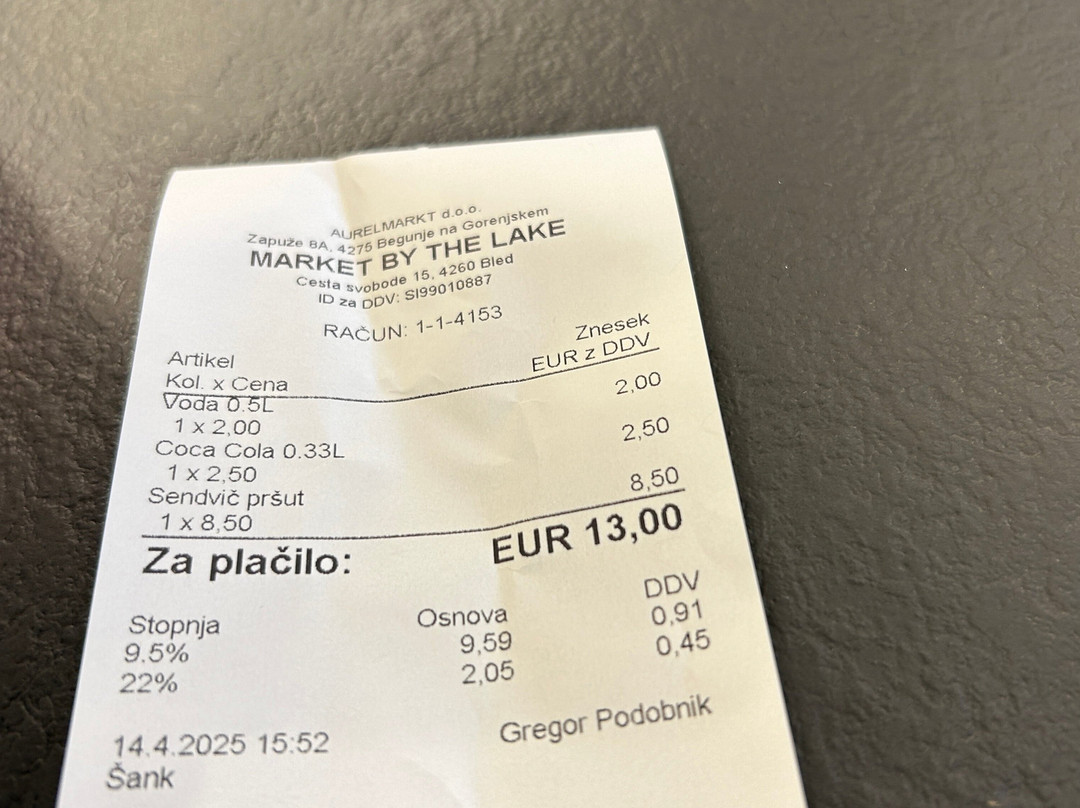 AURELMARKT d.o.o.
Zapuže 8A, 4275 Begunje na Gorenjskem
MARKET BY THE LAKE
Cesta svobode 15, 4260 Bled
ID za DDV: SI99010887
RAČUN: 1-1-4153
Artikel Znesek
Kol. x Cena EUR z DDV
Voda 0.5L 2,00
1 x 2,00
Coca Cola 0.33L 2,50
1 x 2,50
Sendvič pršut 8,50
1 x 8,50
Za plačilo: EUR 13,00
Stopnja Osnova DDV
9.5% 9,59 0,91
22% 2,05 0,45
14.4.2025 15:52 Gregor Podobnik
Šank